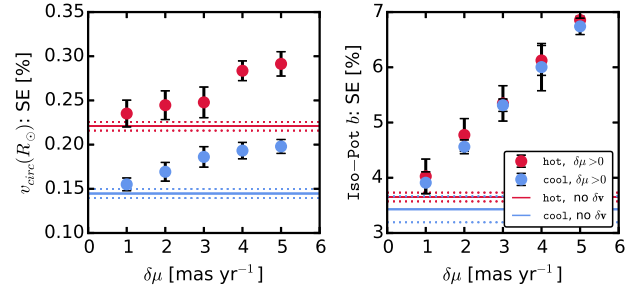 0.35
0.30
0.25
0.20
0.15
0.10
v_circ(R_⊙): SE [%]
0 1 2 3 4 5 6
δμ [mas yr⁻¹]
7
6
5
4
3
Iso-Pot b: SE [%]
hot, δμ>0
cool, δμ>0
hot, no δv
cool, no δv
0 1 2 3 4 5 6
δμ [mas yr⁻¹]